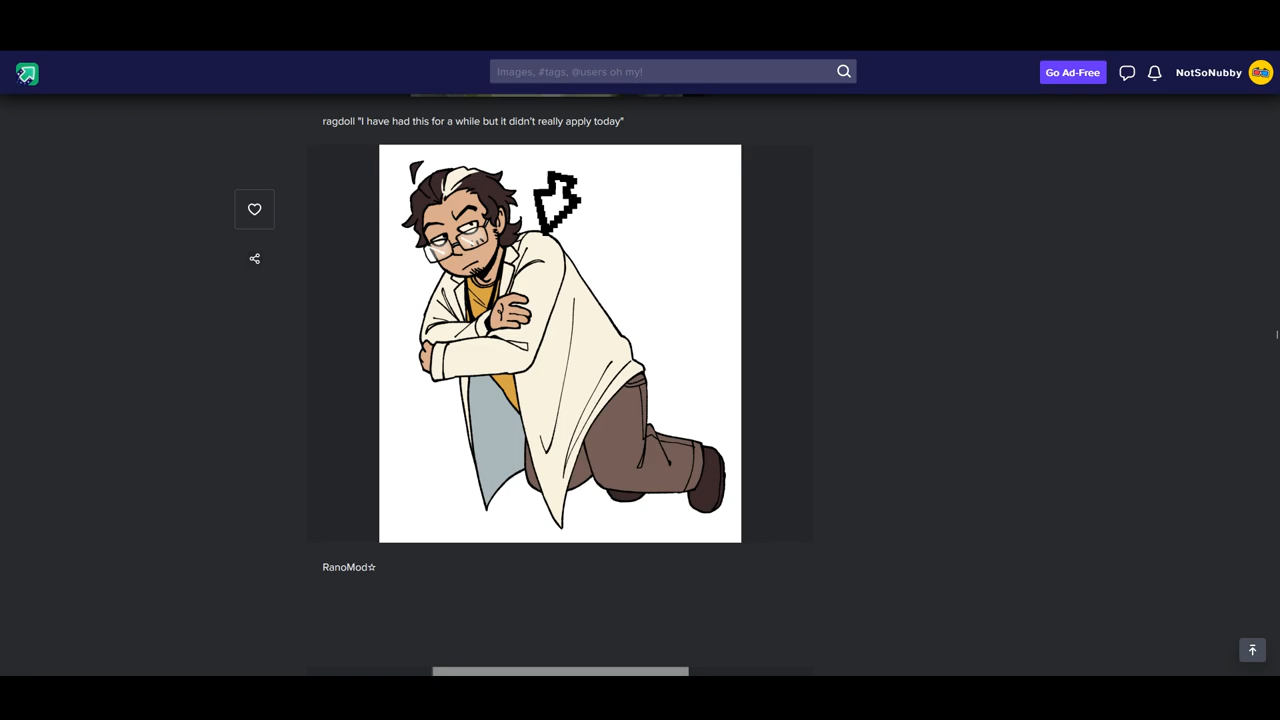 Images, #tags, @users oh my!
Go Ad-Free
NotSoNubby
ragdoll "I have had this for a while but it didn't really apply today"
RanoMod☆